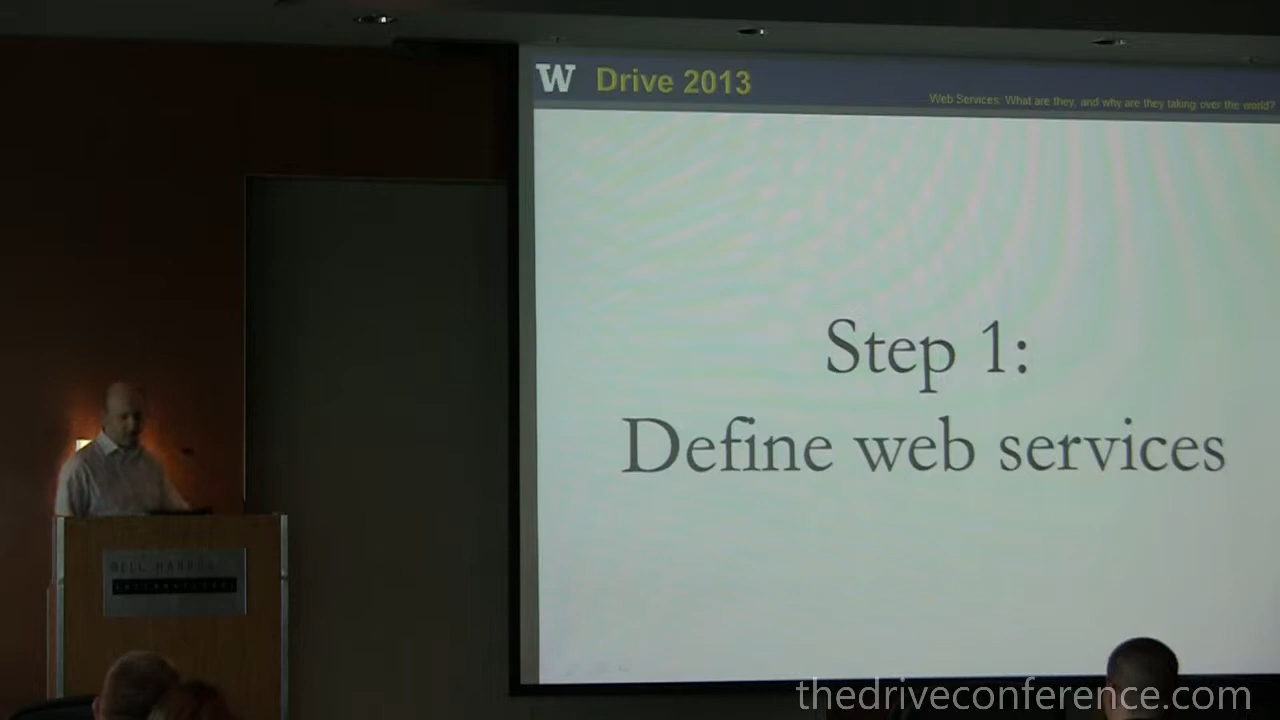 W Drive 2013
Web Services: What are they, and why are they taking over the world?
Step 1:
Define web services
BELL HARBOR
INTERNATIONAL
thedriveconference.com